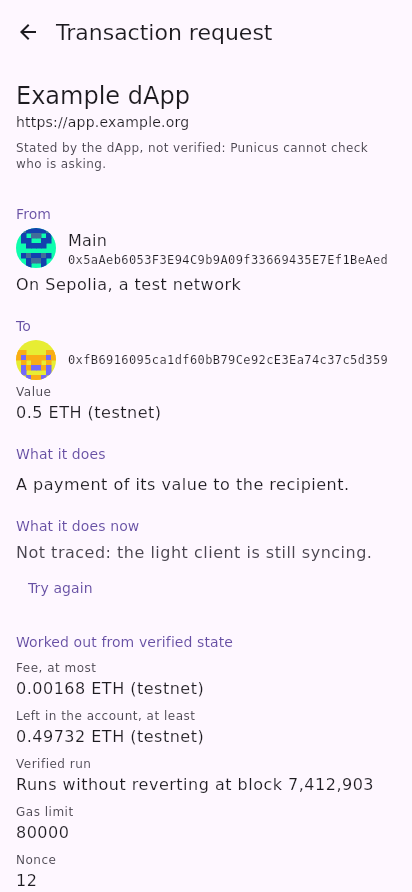 Transaction request
Example dApp
https://app.example.org
Stated by the dApp, not verified: Punicus cannot check
who is asking.
From
Main
0x5aAeb6053F3E94C9b9A09f33669435E7Ef1BeAed
On Sepolia, a test network
To
0xfB6916095ca1df60bB79Ce92cE3Ea74c37c5d359
Value
0.5 ETH (testnet)
What it does
A payment of its value to the recipient.
What it does now
Not traced: the light client is still syncing.
Try again
Worked out from verified state
Fee, at most
0.00168 ETH (testnet)
Left in the account, at least
0.49732 ETH (testnet)
Verified run
Runs without reverting at block 7,412,903
Gas limit
80000
Nonce
12